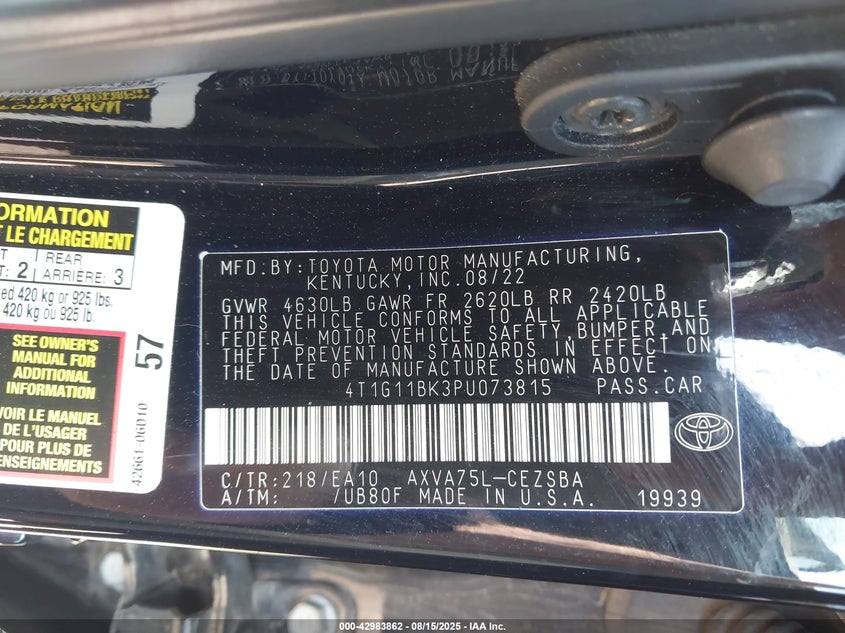 ORMATION
T LE CHARGEMENT
REAR
: 2 ARRIÈRE: 3
ed 420 kg or 925 lbs.
420 kg ou 925 lb.
SEE OWNER'S
MANUAL FOR
ADDITIONAL
INFORMATION
VOIR LE MANUEL
DE L'USAGER
POUR PLUS DE
ENSEIGNEMENTS
57
42661-06D10
MFD.BY:TOYOTA MOTOR MANUFACTURING,
KENTUCKY,INC.08/22
GVWR 4630LB GAWR FR 2620LB RR 2420LB
THIS VEHICLE CONFORMS TO ALL APPLICABLE
FEDERAL MOTOR VEHICLE SAFETY,BUMPER,AND
THEFT PREVENTION STANDARDS IN EFFECT ON
THE DATE OF MANUFACTURE SHOWN ABOVE.
4T1G11BK3PU073815 PASS.CAR
C/TR:218/EA10 AXVA75L-CEZSBA
A/TM: /UB80F MADE IN U.S.A. 19939
000-42983862 - 08/15/2025 - IAA Inc.